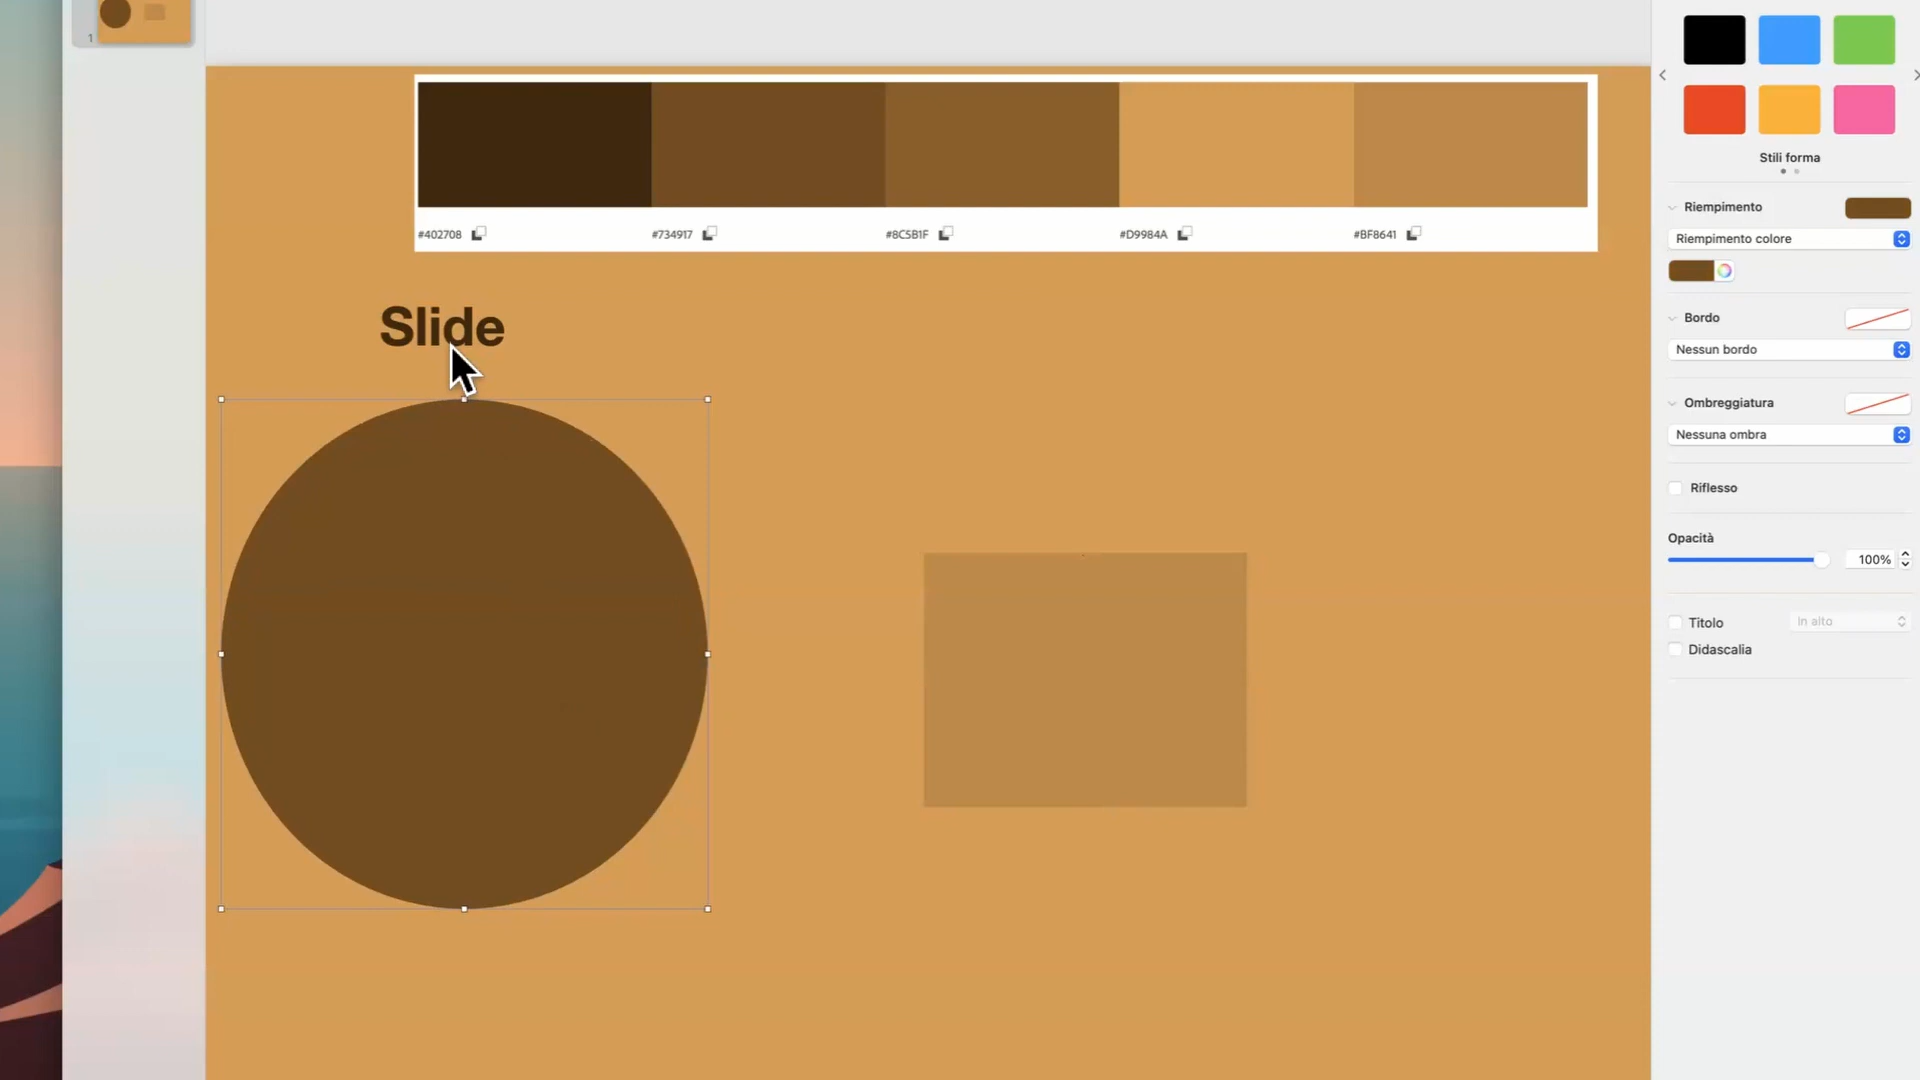 1
#402708
#734917
#8C5B1F
#D9984A
#BF8641
Slide
Stili forma
Riempimento
Riempimento colore
Bordo
Nessun bordo
Ombreggiatura
Nessuna ombra
Riflesso
Opacità
100%
Titolo
In alto
Didascalia